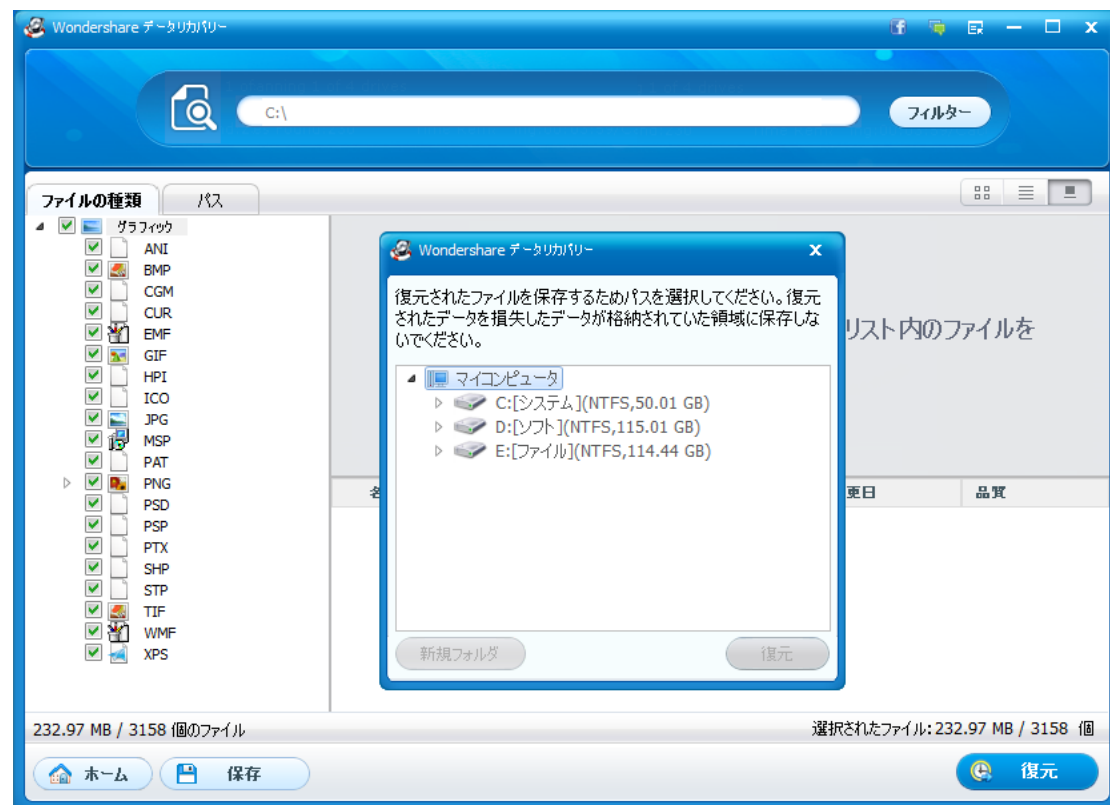 Wondershare データリカバリー
C:\
フィルター
ファイルの種類
パス
グラフィック
ANI
BMP
CGM
CUR
EMF
GIF
HPI
ICO
JPG
MSP
PAT
PNG
PSD
PSP
PTX
SHP
STP
TIF
WMF
XPS
Wondershare データリカバリー
復元されたファイルを保存するためパスを選択してください。復元
されたデータを損失したデータが格納されていた領域に保存しな
いでください。
マイコンピュータ
C:[システム](NTFS,50.01 GB)
D:[ソフト](NTFS,115.01 GB)
E:[ファイル](NTFS,114.44 GB)
新規フォルダ
復元
リスト内のファイルを
更日
品質
232.97 MB / 3158 個のファイル
選択されたファイル: 232.97 MB / 3158 個
ホーム
保存
復元